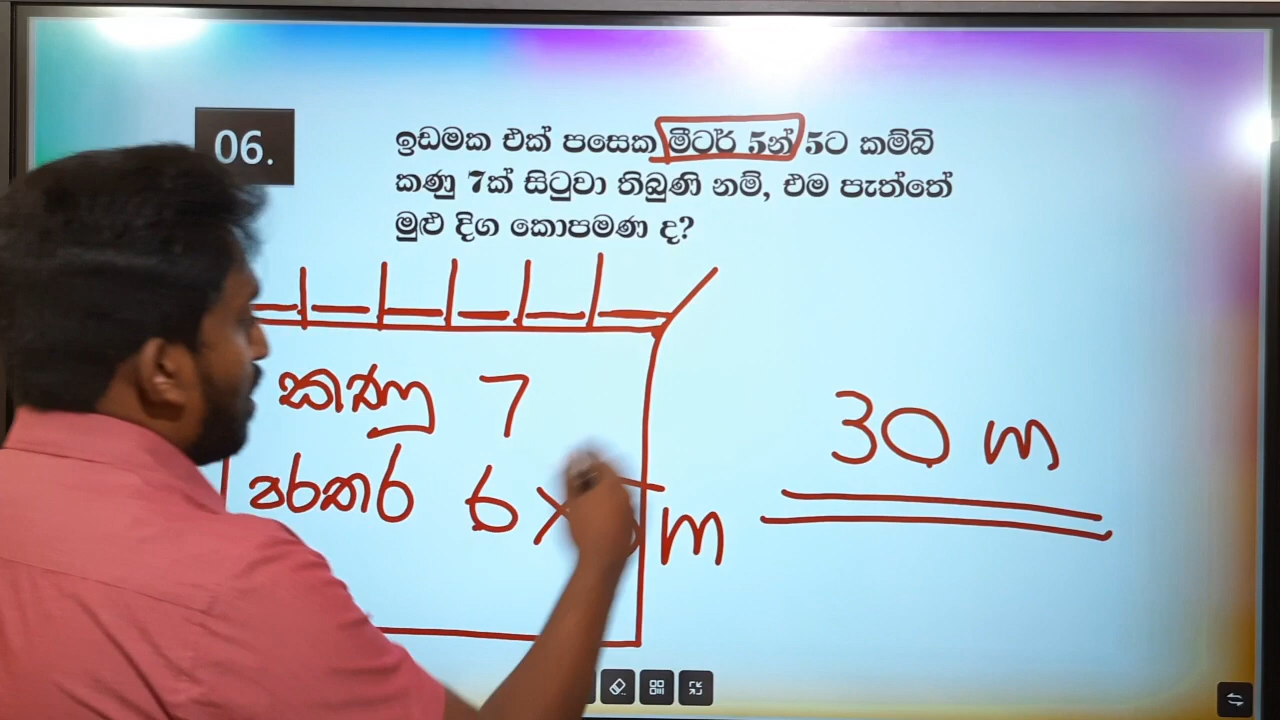 06.
ඉඩමක එක් පසෙක මීටර් 5න් 5ට කම්බි
කණු 7ක් සිටුවා තිබුණි නම්, එම පැත්තේ
මුළු දිග කොපමණ ද?
කණු 7
පරතර 6 × m
30 m